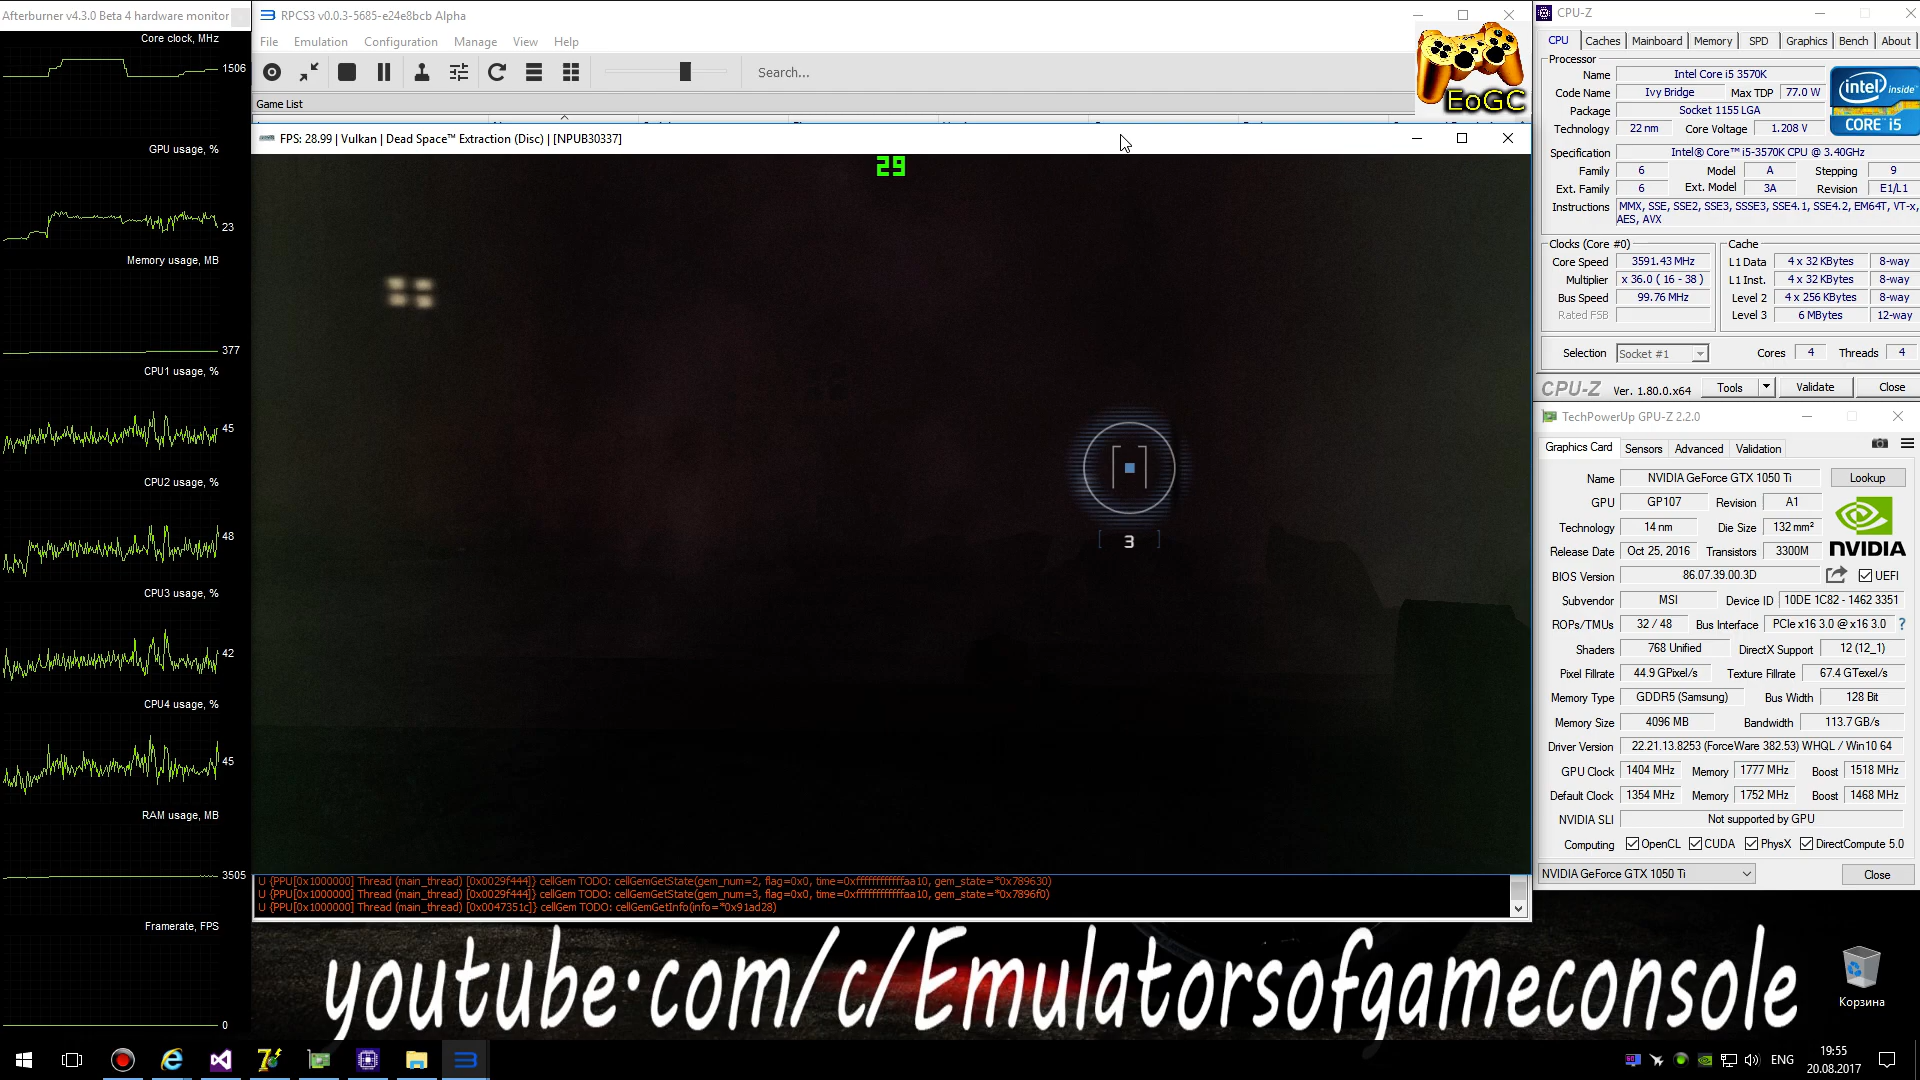 Afterburner v4.3.0 Beta 4 hardware monitor
Core clock, MHz
1506
GPU usage, %
23
Memory usage, MB
377
CPU1 usage, %
45
CPU2 usage, %
48
CPU3 usage, %
42
CPU4 usage, %
45
RAM usage, MB
3505
Framerate, FPS
0
RPCS3 v0.0.3-5685-e24e8bcb Alpha
File Emulation Configuration Manage View Help
Search...
EoGC
Game List
FPS: 28.99 | Vulkan | Dead Space™ Extraction (Disc) | [NPUB30337]
29
3
U {PPU[0x1000000] Thread (main_thread) [0x0029f444]} cellGem TODO: cellGemGetState(gem_num=2, flag=0x0, time=0xffffffffffffaa10, gem_state=*0x789630)
U {PPU[0x1000000] Thread (main_thread) [0x0029f444]} cellGem TODO: cellGemGetState(gem_num=3, flag=0x0, time=0xffffffffffffaa10, gem_state=*0x7896f0)
U {PPU[0x1000000] Thread (main_thread) [0x0047351c]} cellGem TODO: cellGemGetInfo(info=*0x91ad28)
youtube.com/c/Emulatorsofgameconsole
CPU-Z
CPU Caches Mainboard Memory SPD Graphics Bench About
Processor
Name Intel Core i5 3570K
Code Name Ivy Bridge Max TDP 77.0 W
Package Socket 1155 LGA
Technology 22 nm Core Voltage 1.208 V
intel inside™
CORE i5
Specification Intel® Core™ i5-3570K CPU @ 3.40GHz
Family 6 Model A Stepping 9
Ext. Family 6 Ext. Model 3A Revision E1/L1
Instructions MMX, SSE, SSE2, SSE3, SSSE3, SSE4.1, SSE4.2, EM64T, VT-x,
AES, AVX
Clocks (Core #0)
Core Speed 3591.43 MHz
Multiplier x 36.0 ( 16 - 38 )
Bus Speed 99.76 MHz
Rated FSB
Cache
L1 Data 4 x 32 KBytes 8-way
L1 Inst. 4 x 32 KBytes 8-way
Level 2 4 x 256 KBytes 8-way
Level 3 6 MBytes 12-way
Selection Socket #1 Cores 4 Threads 4
CPU-Z Ver. 1.80.0.x64 Tools Validate Close
TechPowerUp GPU-Z 2.2.0
Graphics Card Sensors Advanced Validation
Name NVIDIA GeForce GTX 1050 Ti Lookup
GPU GP107 Revision A1
Technology 14 nm Die Size 132 mm²
Release Date Oct 25, 2016 Transistors 3300M
NVIDIA
BIOS Version 86.07.39.00.3D UEFI
Subvendor MSI Device ID 10DE 1C82 - 1462 3351
ROPs/TMUs 32 / 48 Bus Interface PCIe x16 3.0 @ x16 3.0 ?
Shaders 768 Unified DirectX Support 12 (12_1)
Pixel Fillrate 44.9 GPixel/s Texture Fillrate 67.4 GTexel/s
Memory Type GDDR5 (Samsung) Bus Width 128 Bit
Memory Size 4096 MB Bandwidth 113.7 GB/s
Driver Version 22.21.13.8253 (ForceWare 382.53) WHQL / Win10 64
GPU Clock 1404 MHz Memory 1777 MHz Boost 1518 MHz
Default Clock 1354 MHz Memory 1752 MHz Boost 1468 MHz
NVIDIA SLI Not supported by GPU
Computing OpenCL CUDA PhysX DirectCompute 5.0
NVIDIA GeForce GTX 1050 Ti Close
Корзина
ENG
19:55
20.08.2017